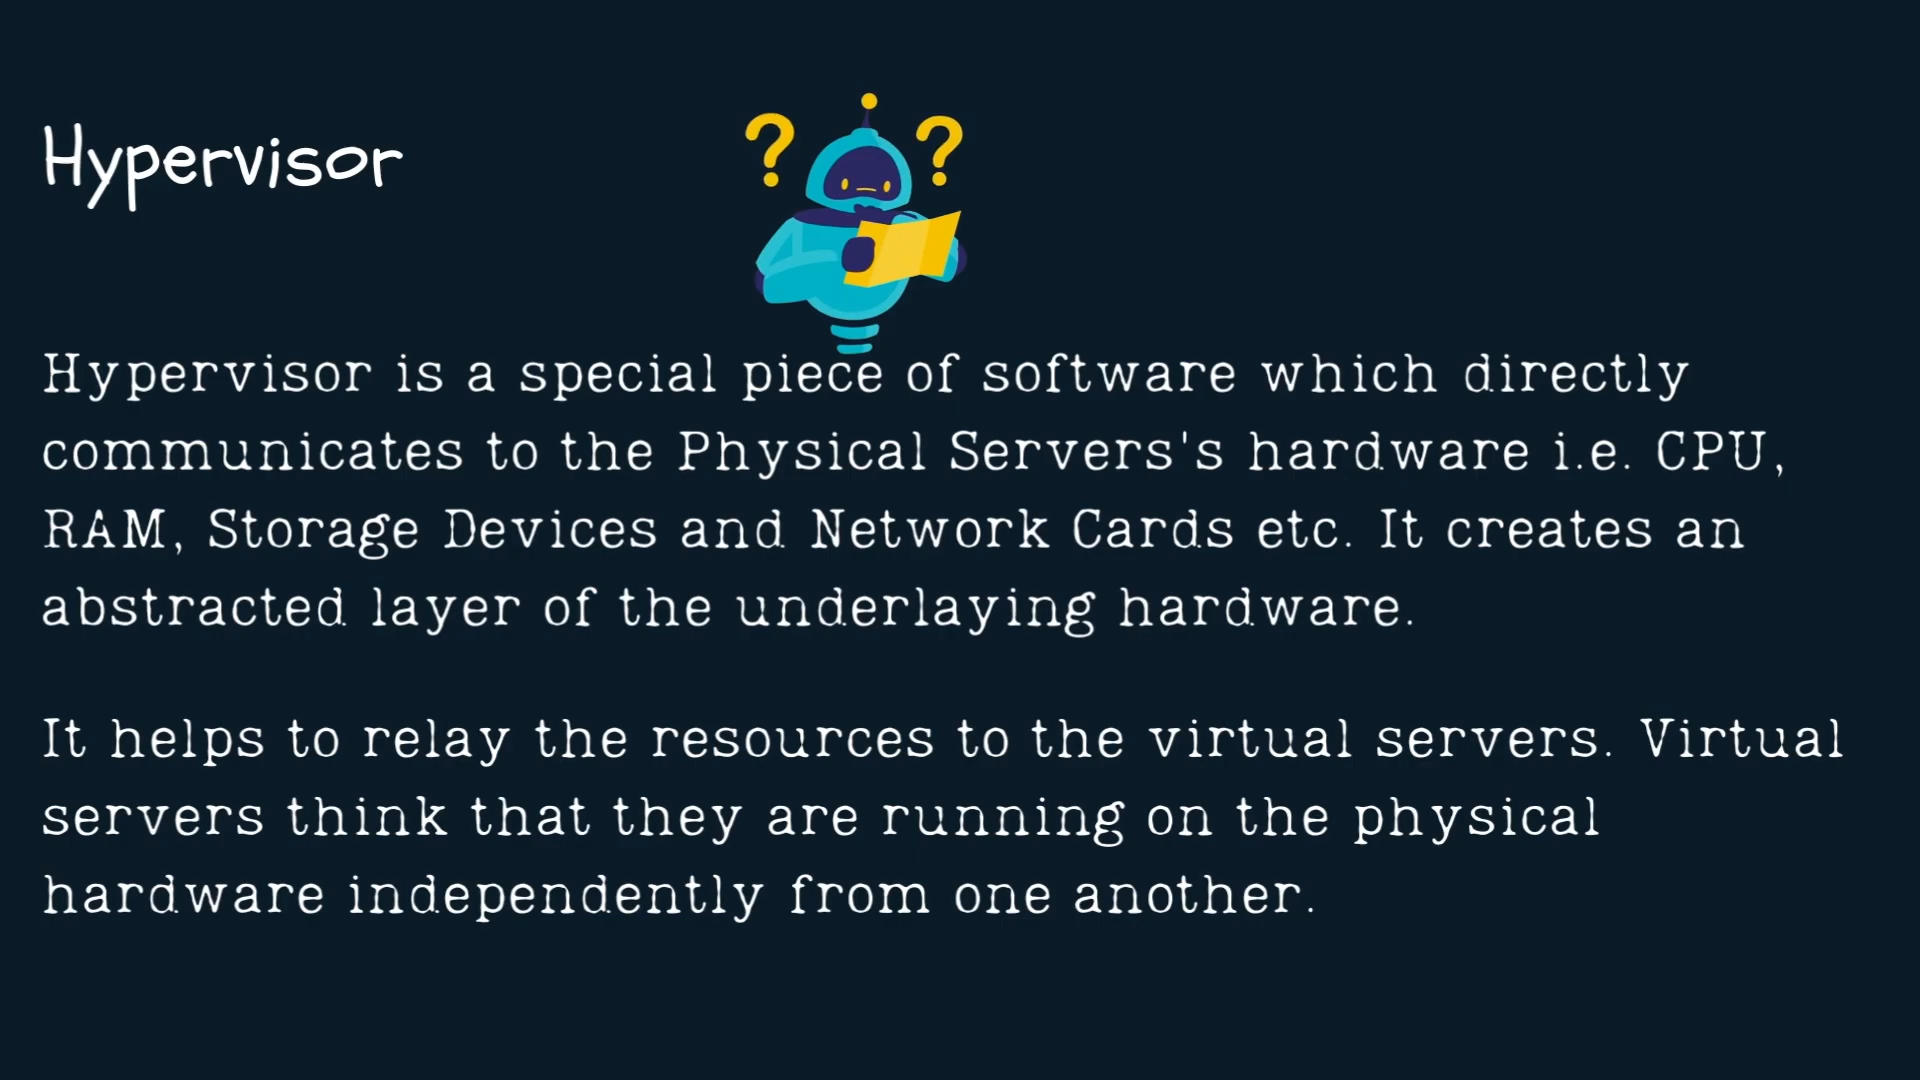 Hypervisor
? ?
Hypervisor is a special piece of software which directly
communicates to the Physical Servers's hardware i.e. CPU,
RAM, Storage Devices and Network Cards etc. It creates an
abstracted layer of the underlaying hardware.
It helps to relay the resources to the virtual servers. Virtual
servers think that they are running on the physical
hardware independently from one another.